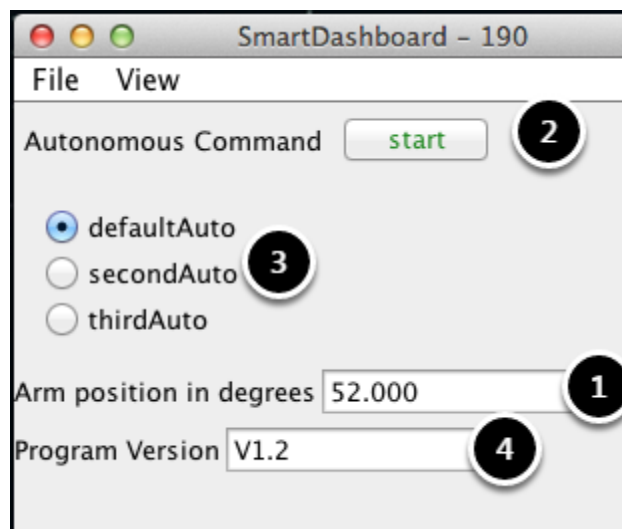 SmartDashboard - 190
File View
Autonomous Command start 2
defaultAuto
secondAuto 3
thirdAuto
Arm position in degrees 52.000 1
Program Version V1.2 4